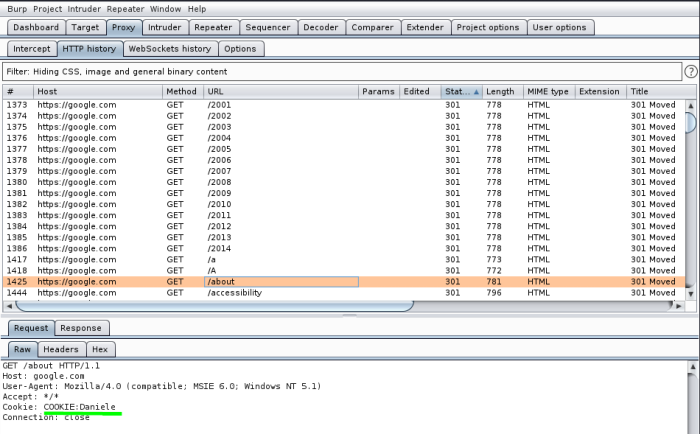 Burp Project Intruder Repeater Window Help
Dashboard Target Proxy Intruder Repeater Sequencer Decoder Comparer Extender Project options User options
Intercept HTTP history WebSockets history Options
Filter: Hiding CSS, image and general binary content ?
# Host Method URL Params Edited Stat... Length MIME type Extension Title
1373 https://google.com GET /2001 301 778 HTML 301 Moved
1374 https://google.com GET /2002 301 778 HTML 301 Moved
1375 https://google.com GET /2003 301 778 HTML 301 Moved
1376 https://google.com GET /2004 301 778 HTML 301 Moved
1377 https://google.com GET /2005 301 778 HTML 301 Moved
1378 https://google.com GET /2006 301 778 HTML 301 Moved
1379 https://google.com GET /2007 301 778 HTML 301 Moved
1380 https://google.com GET /2008 301 778 HTML 301 Moved
1381 https://google.com GET /2009 301 778 HTML 301 Moved
1382 https://google.com GET /2010 301 778 HTML 301 Moved
1383 https://google.com GET /2011 301 778 HTML 301 Moved
1384 https://google.com GET /2012 301 778 HTML 301 Moved
1385 https://google.com GET /2013 301 778 HTML 301 Moved
1386 https://google.com GET /2014 301 778 HTML 301 Moved
1417 https://google.com GET /a 301 773 HTML 301 Moved
1418 https://google.com GET /A 301 772 HTML 301 Moved
1425 https://google.com GET /about 301 781 HTML 301 Moved
1444 https://google.com GET /accessibility 301 796 HTML 301 Moved
Request Response
Raw Headers Hex
GET /about HTTP/1.1
Host: google.com
User-Agent: Mozilla/4.0 (compatible; MSIE 6.0; Windows NT 5.1)
Accept: */*
Cookie: COOKIE:Daniele
Connection: close